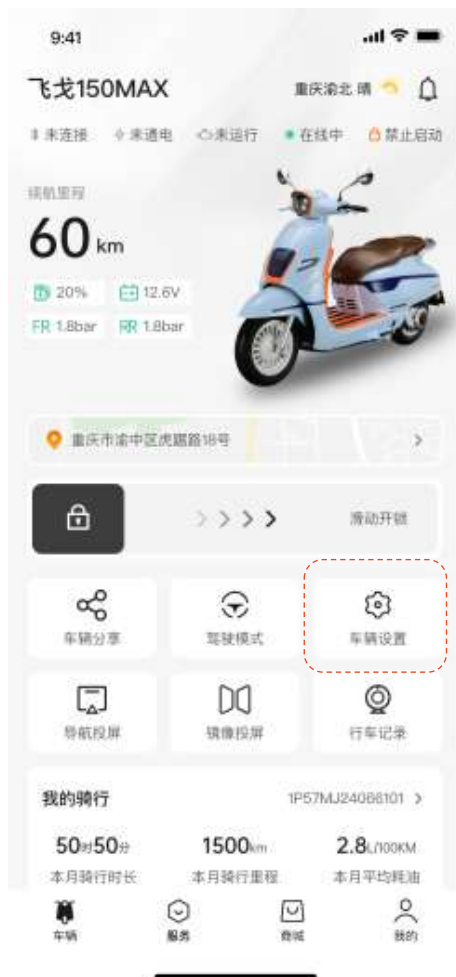 9:41
飞戈150MAX
重庆渝北 晴
未连接 未通电 未运行 在线中 禁止启动
续航里程
60 km
20% 12.6V
FR 1.8bar RR 1.8bar
重庆市渝中区虎踞路18号
滑动开锁
车辆分享 驾驶模式 车辆设置
导航投屏 镜像投屏 行车记录
我的骑行 1P57MJ24066101
50时50分 1500km 2.8L/100KM
本月骑行时长 本月骑行里程 本月平均耗油
车辆 服务 商城 我的